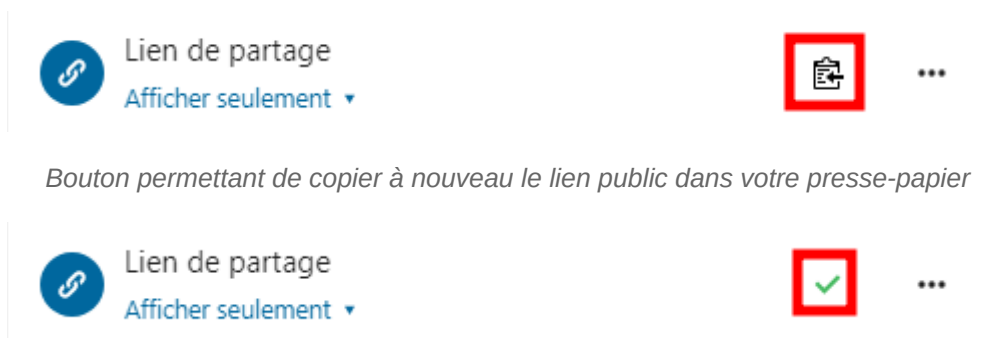 Lien de partage
Afficher seulement
Bouton permettant de copier à nouveau le lien public dans votre presse-papier
Lien de partage
Afficher seulement